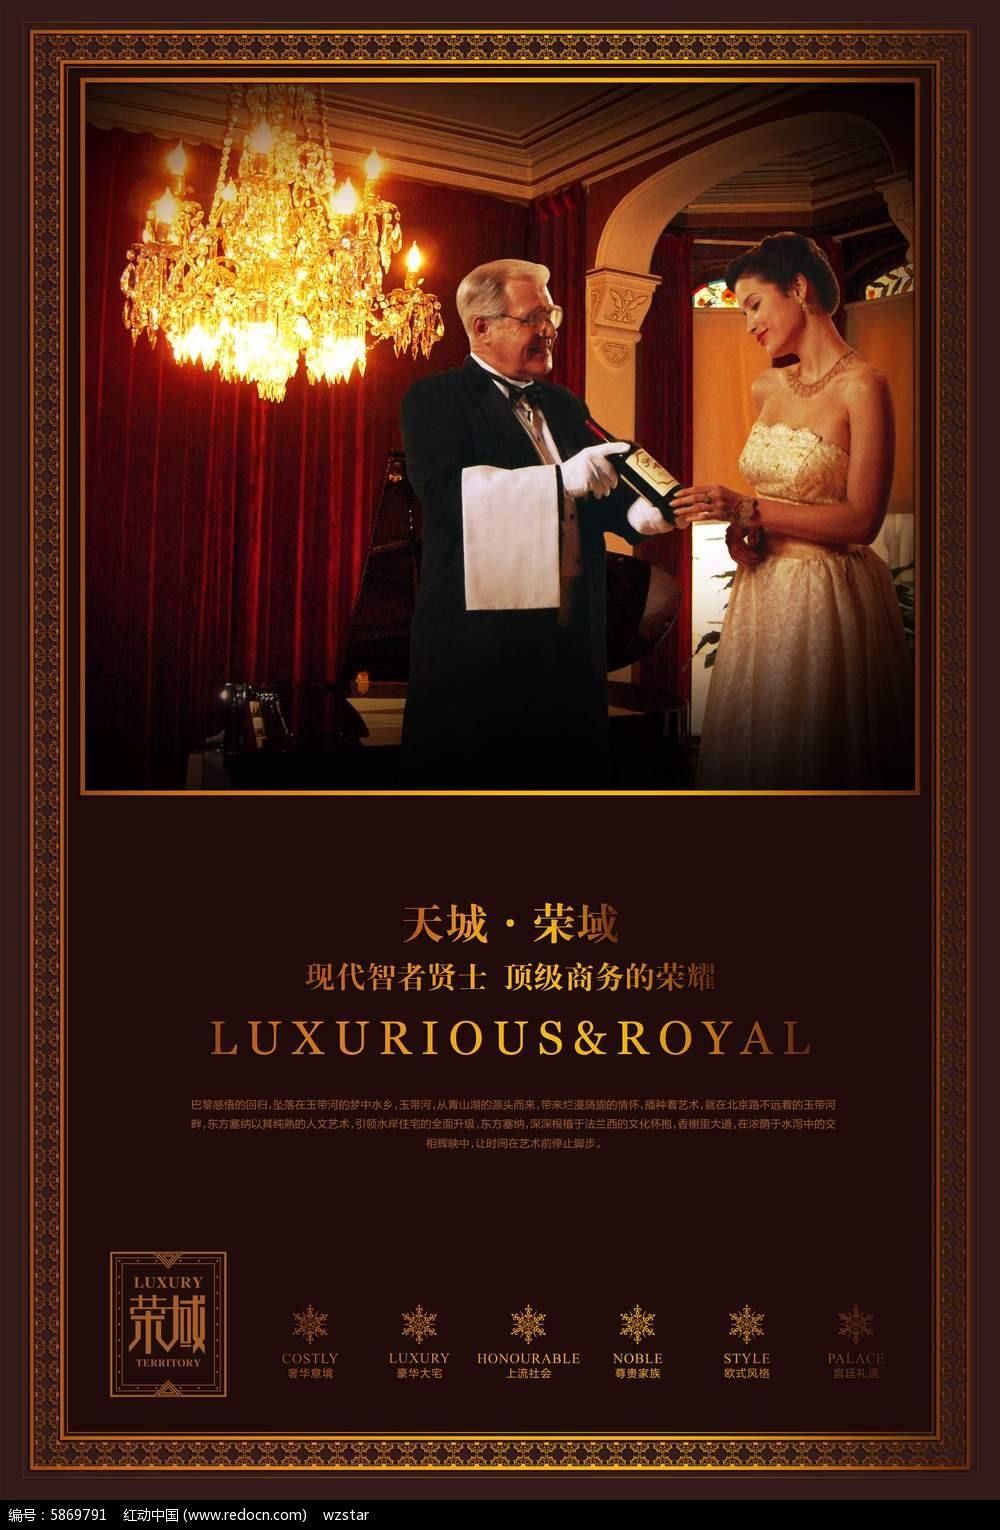 天城·荣域
现代智者贤士 顶级商务的荣耀
LUXURIOUS&ROYAL
巴黎感悟的回归,坠落在玉带河的梦中水乡,玉带河,从青山湖的源头而来,带来烂漫旖旎的情怀,播种着艺术,就在北京路不远着的玉带河
畔,东方塞纳以其纯熟的人文艺术,引领水岸住宅的全面升级,东方塞纳,深深根植于法兰西的文化怀抱,香榭里大道,在浓荫于水泻中的交
相辉映中,让时间在艺术前停止脚步。
LUXURY
荣域
TERRITORY
COSTLY
奢华意境
LUXURY
豪华大宅
HONOURABLE
上流社会
NOBLE
尊贵家族
STYLE
欧式风格
PALACE
宫廷礼遇
编号:5869791 红动中国 (www.redocn.com) wzstar